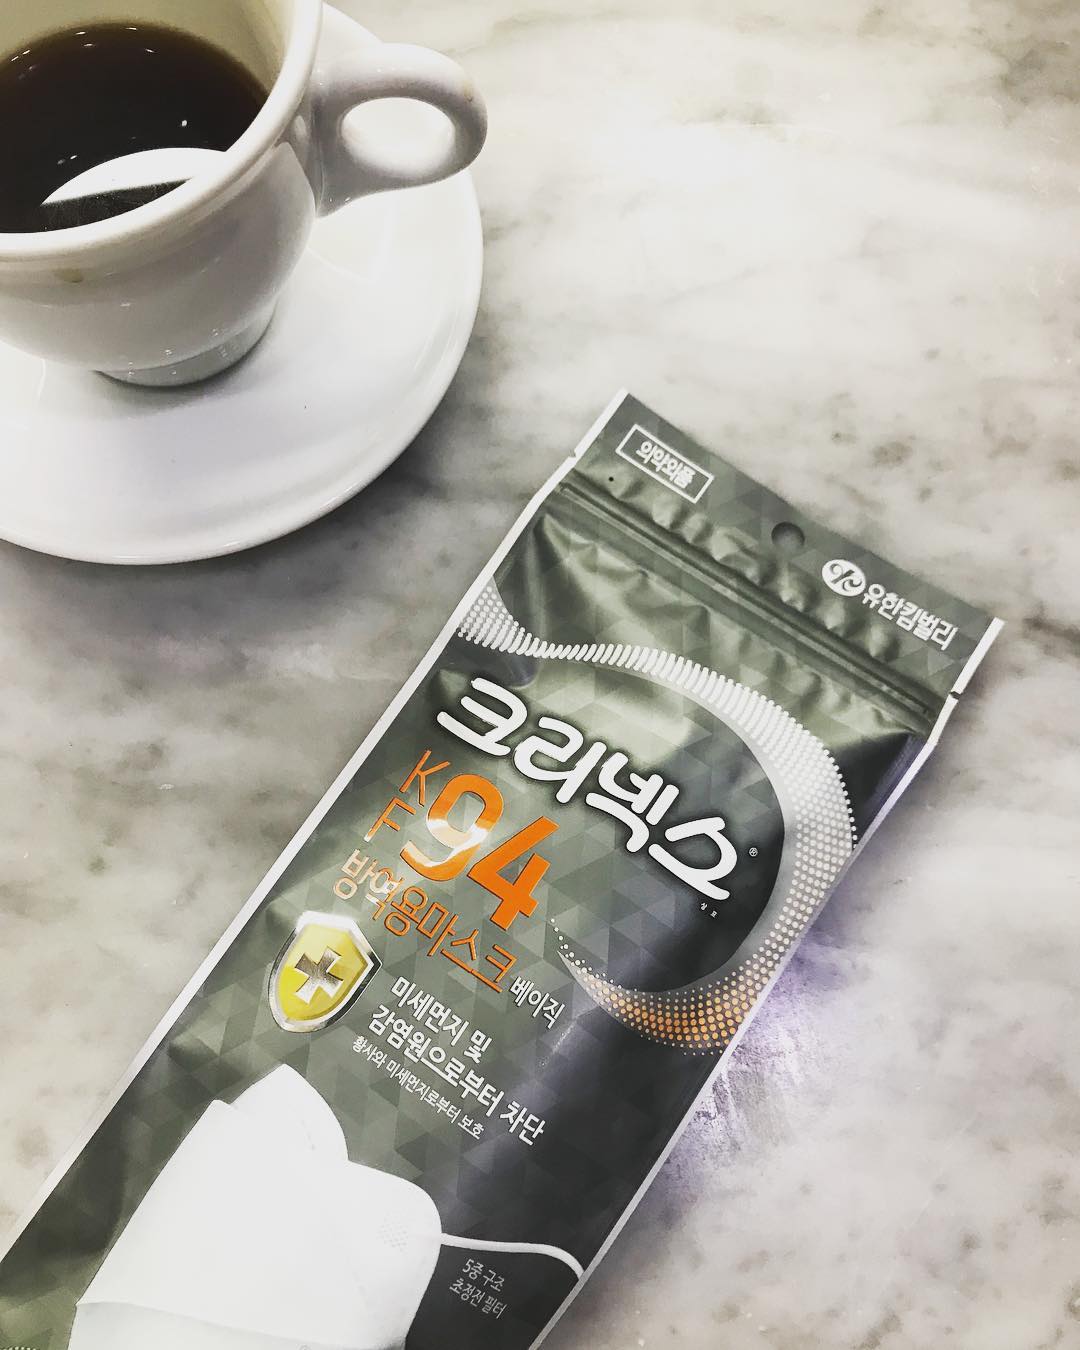 의약외품
유한킴벌리
크리넥스®
상표
KF94
방역용마스크 베이직
미세먼지 및
감염원으로부터 차단
황사와 미세먼지로부터 보호
5중 구조
초정전 필터